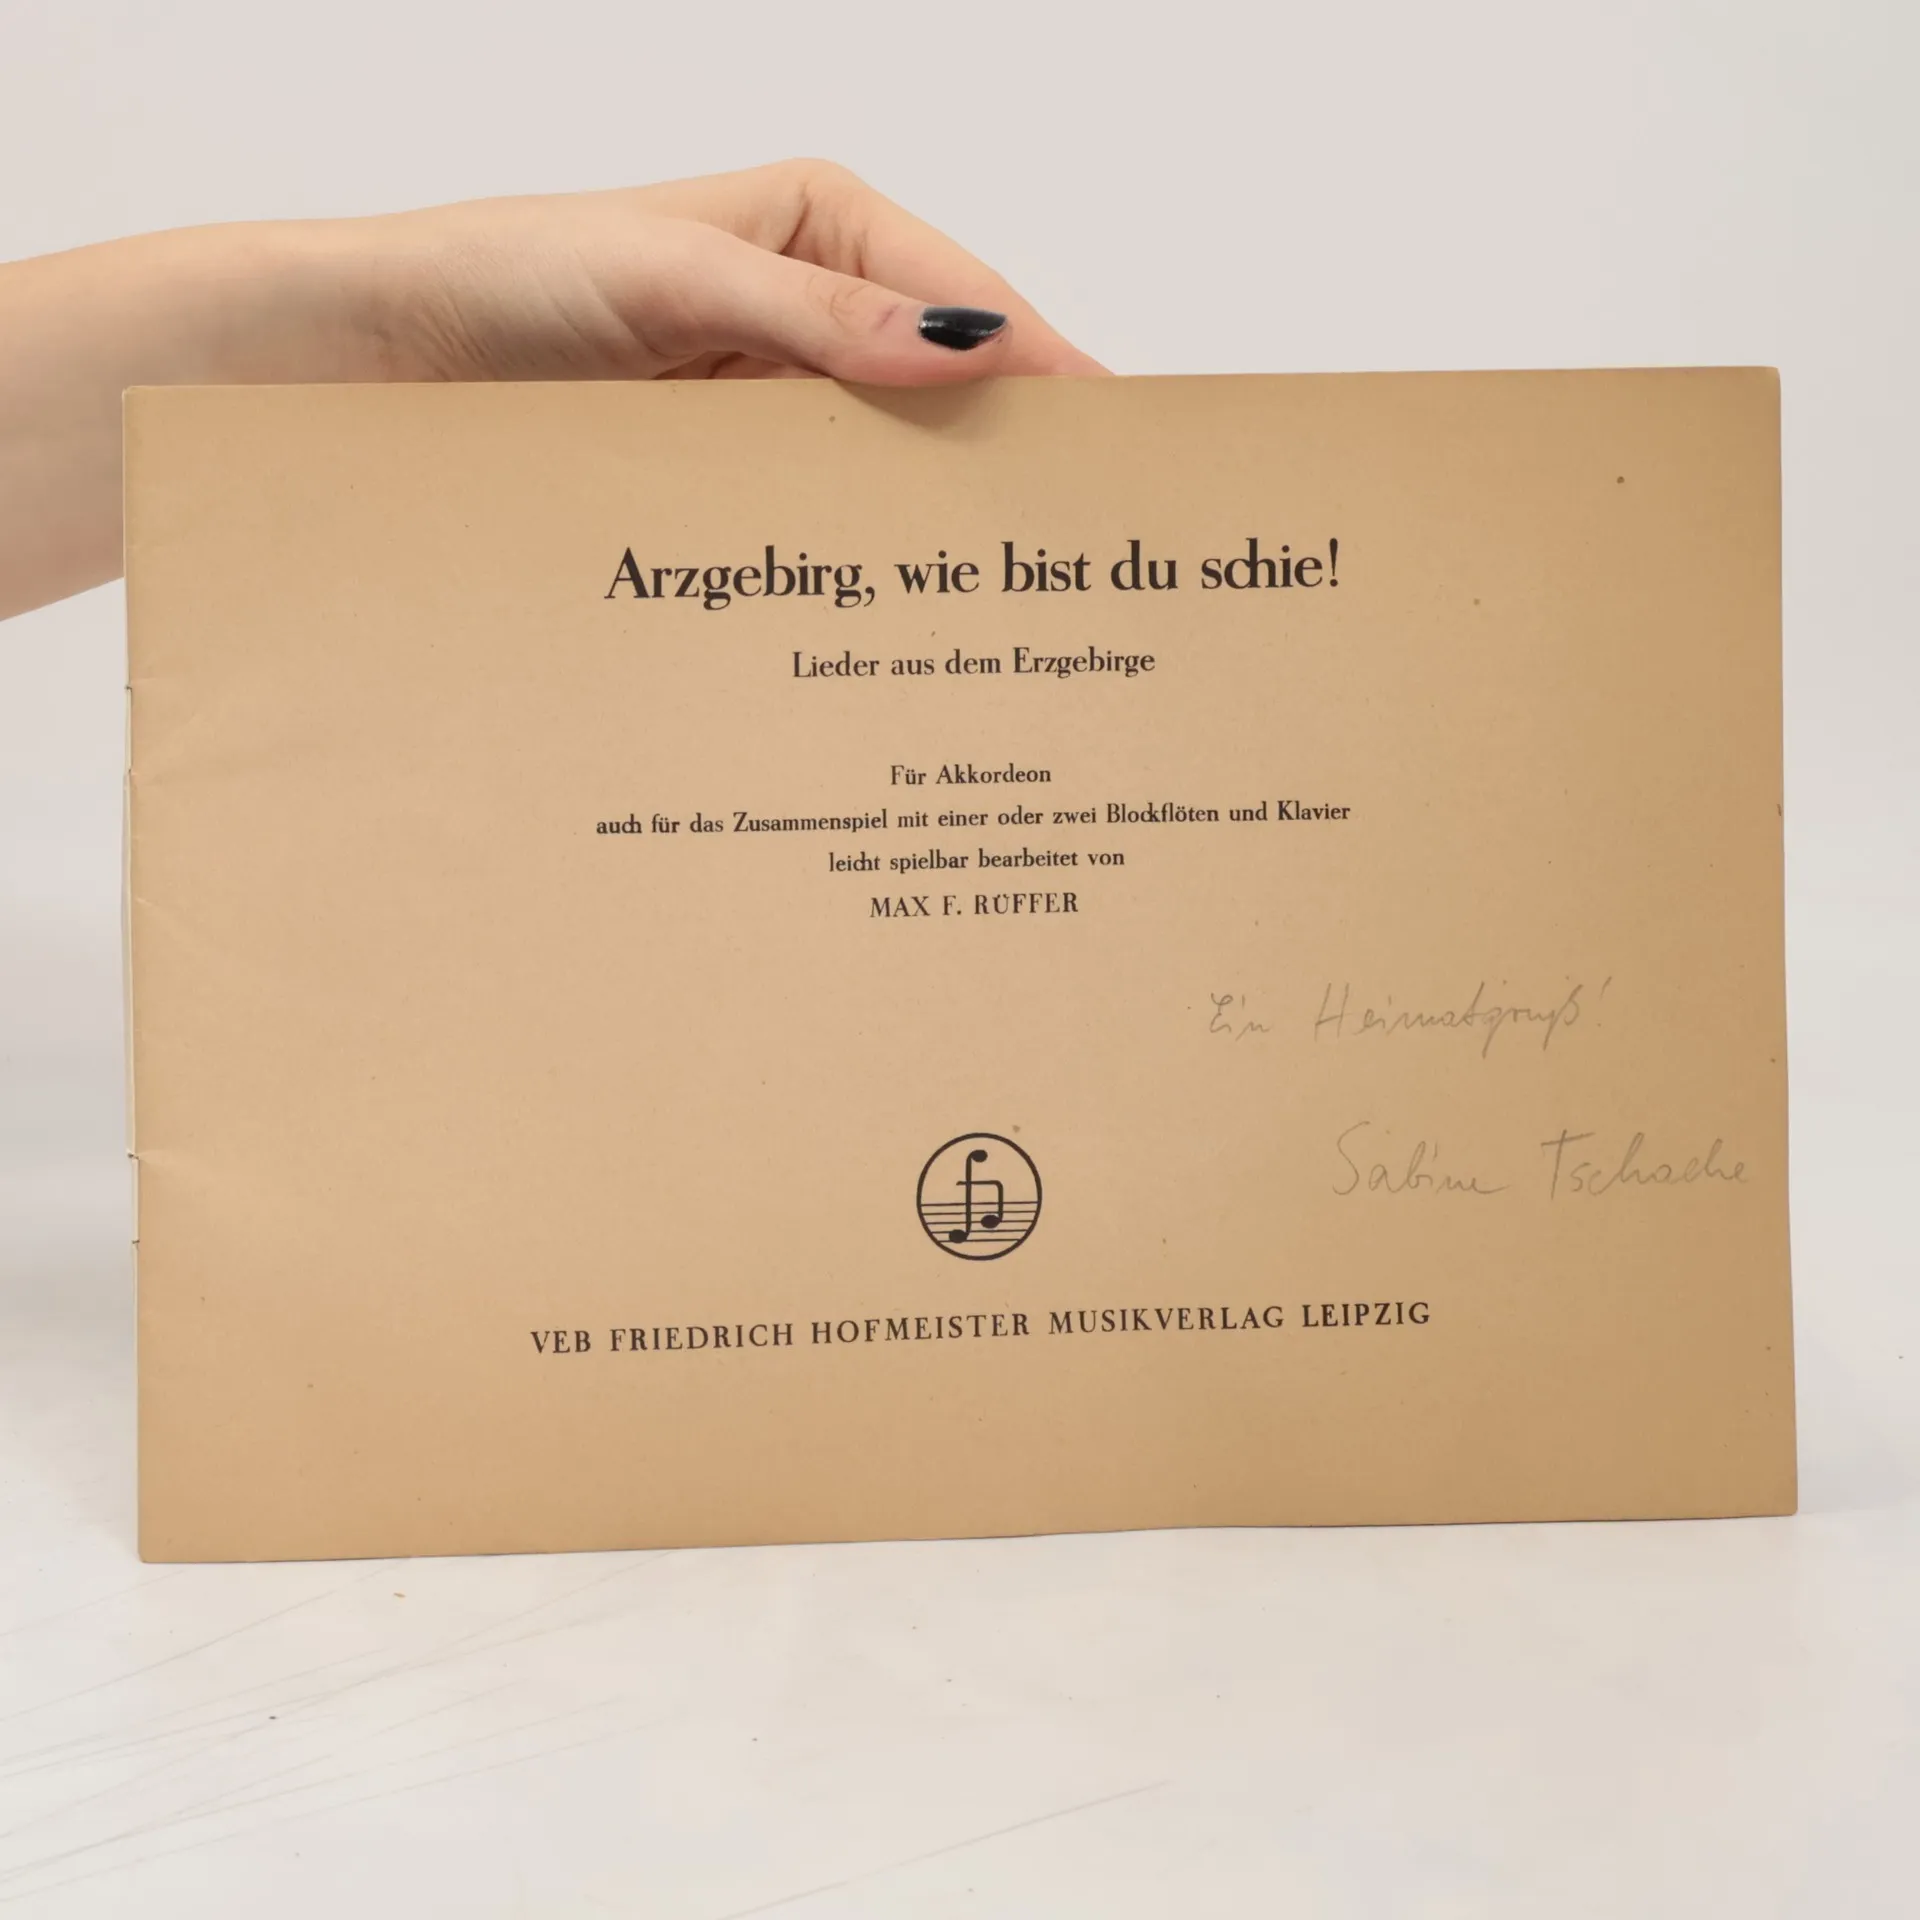 Arzgebirg, wie bist du schie!
Lieder aus dem Erzgebirge
Für Akkordeon
auch für das Zusammenspiel mit einer oder zwei Blockflöten und Klavier
leicht spielbar bearbeitet von
MAX F. RÜFFER
Ein Heimatgruß!
Sabine Tschache
VEB FRIEDRICH HOFMEISTER MUSIKVERLAG LEIPZIG